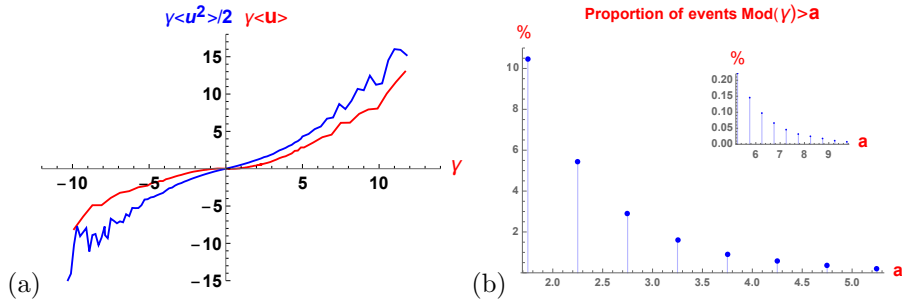 γ<u²>/2 γ<u>
15
10
5
−10 −5 5 10 γ
−5
−10
−15
(a)
Proportion of events Mod(γ)>a
%
10
8
6
4
2
2.0 2.5 3.0 3.5 4.0 4.5 5.0 a
%
0.20
0.15
0.10
0.05
0.00
6 7 8 9 a
(b)